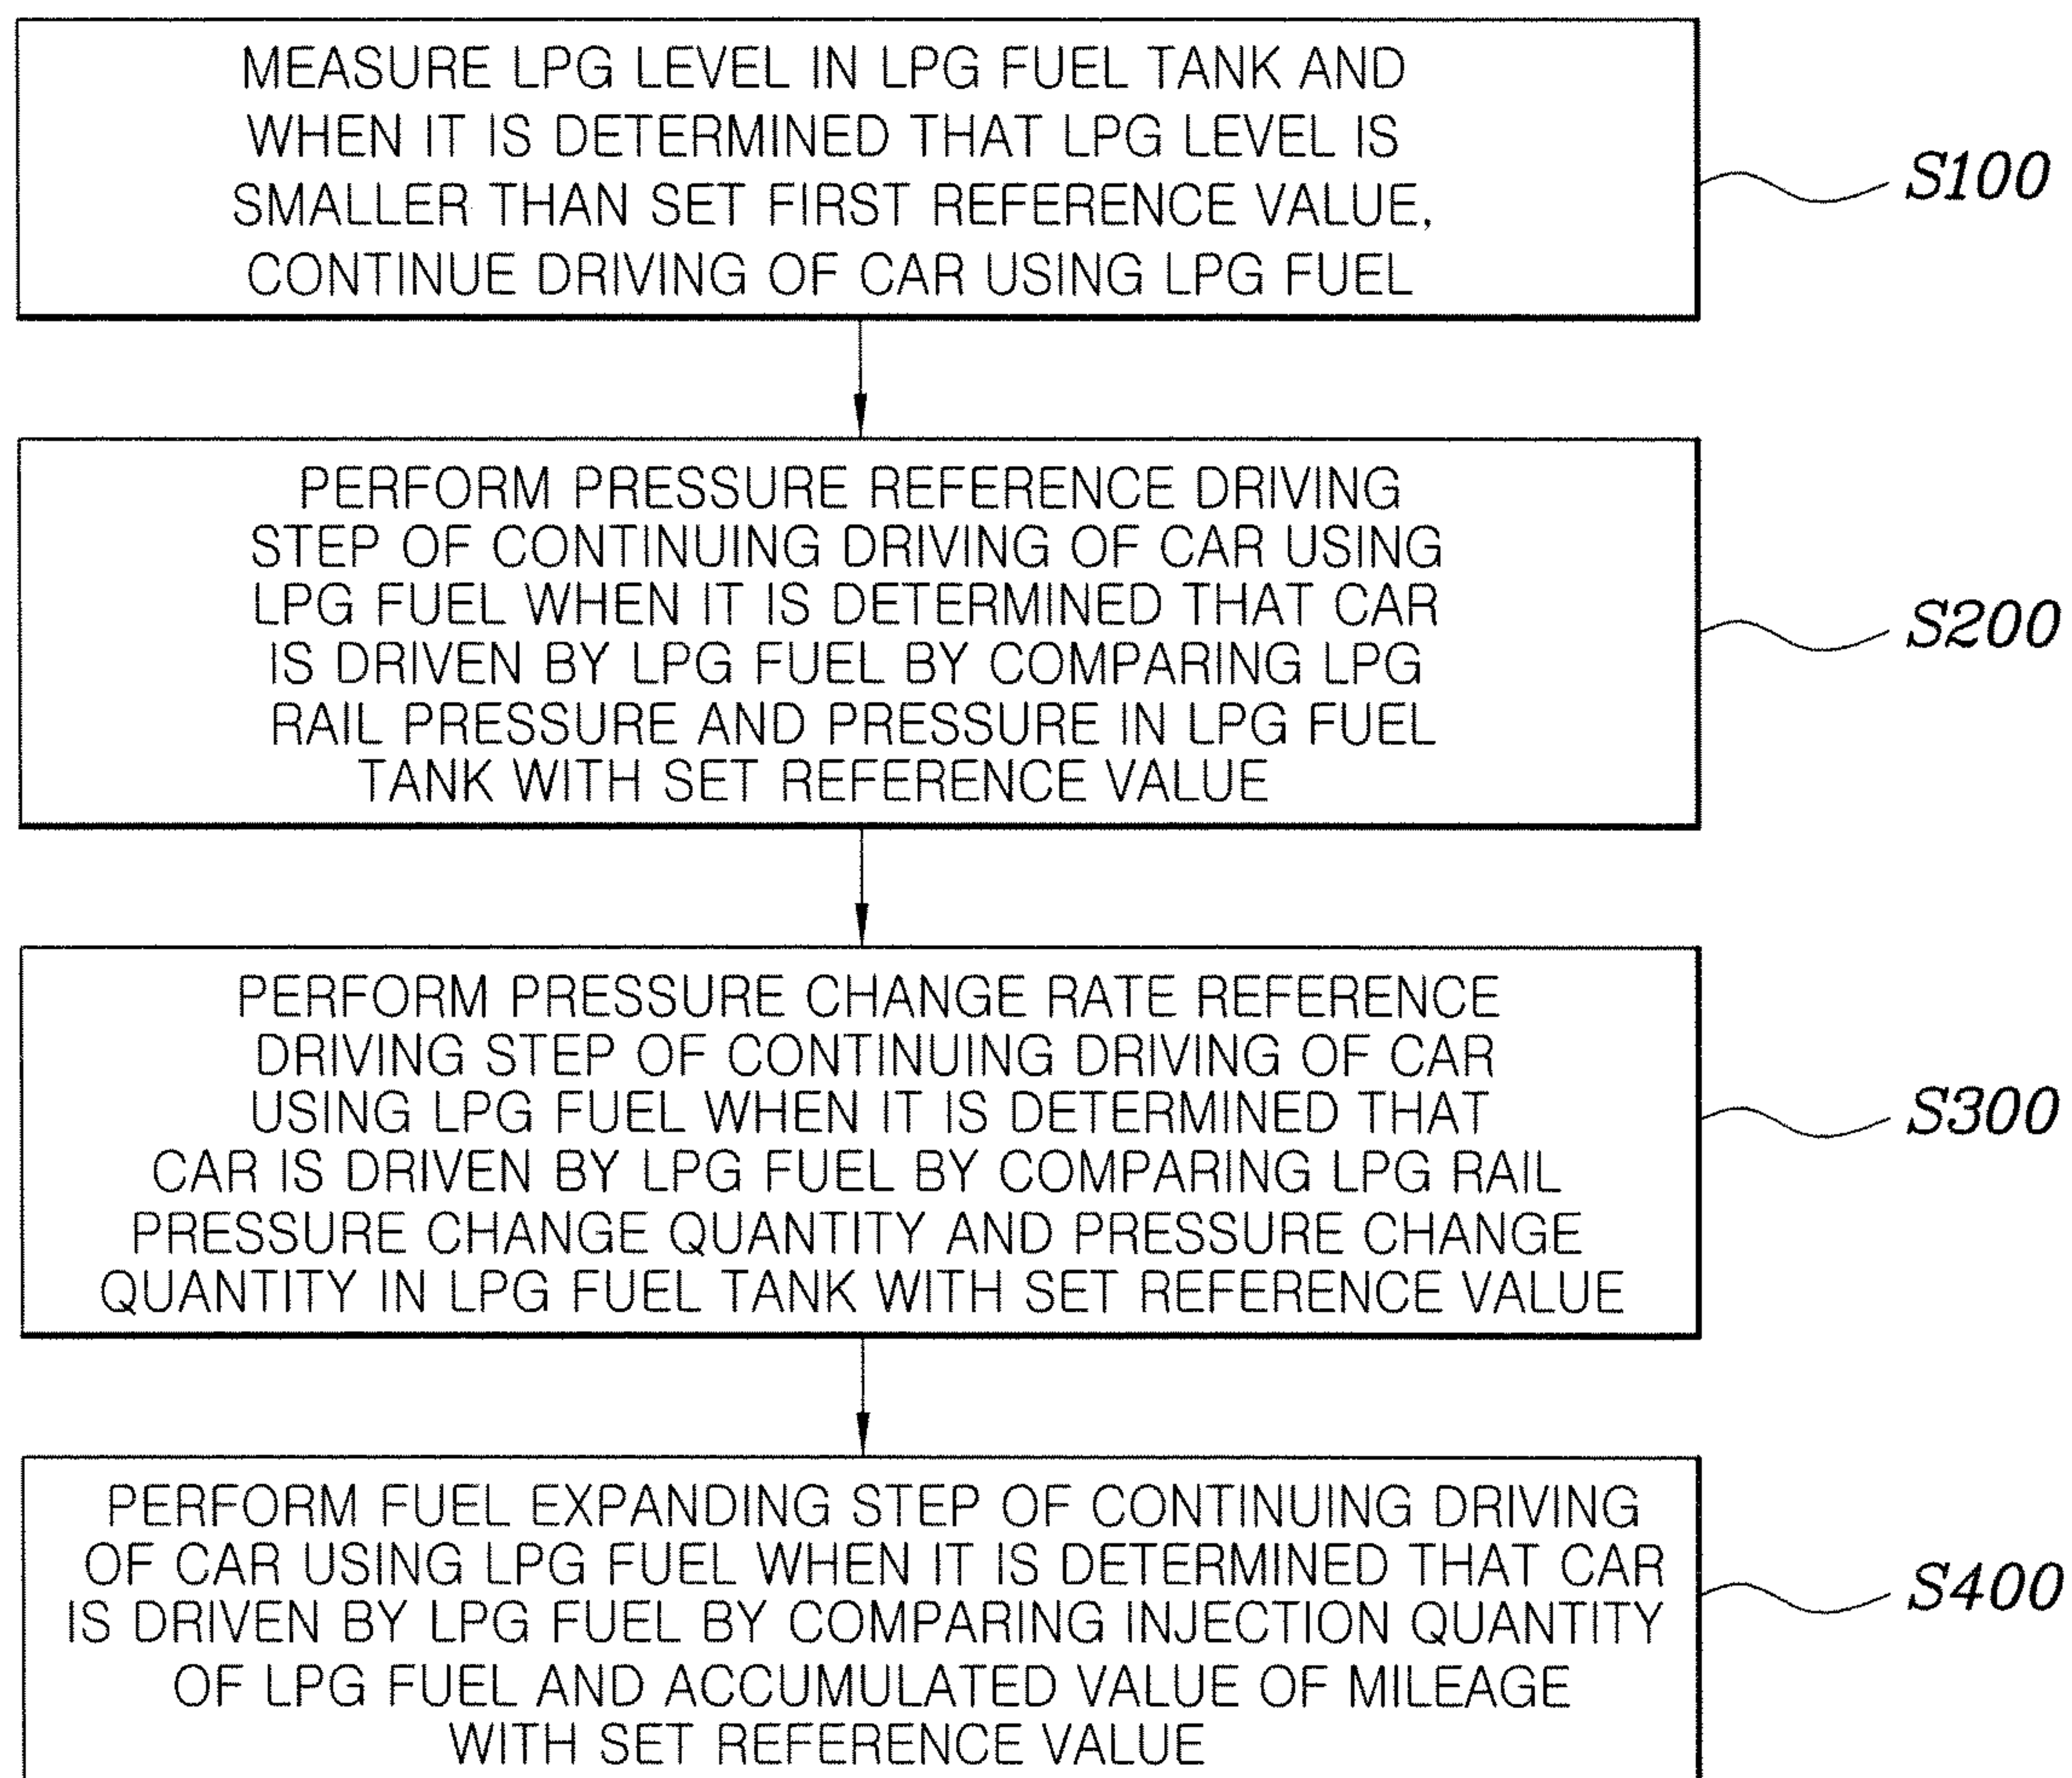 MEASURE LPG LEVEL IN LPG FUEL TANK AND
WHEN IT IS DETERMINED THAT LPG LEVEL IS
SMALLER THAN SET FIRST REFERENCE VALUE,
CONTINUE DRIVING OF CAR USING LPG FUEL
S100
PERFORM PRESSURE REFERENCE DRIVING
STEP OF CONTINUING DRIVING OF CAR USING
LPG FUEL WHEN IT IS DETERMINED THAT CAR
IS DRIVEN BY LPG FUEL BY COMPARING LPG
RAIL PRESSURE AND PRESSURE IN LPG FUEL
TANK WITH SET REFERENCE VALUE
S200
PERFORM PRESSURE CHANGE RATE REFERENCE
DRIVING STEP OF CONTINUING DRIVING OF CAR
USING LPG FUEL WHEN IT IS DETERMINED THAT
CAR IS DRIVEN BY LPG FUEL BY COMPARING LPG RAIL
PRESSURE CHANGE QUANTITY AND PRESSURE CHANGE
QUANTITY IN LPG FUEL TANK WITH SET REFERENCE VALUE
S300
PERFORM FUEL EXPANDING STEP OF CONTINUING DRIVING
OF CAR USING LPG FUEL WHEN IT IS DETERMINED THAT CAR
IS DRIVEN BY LPG FUEL BY COMPARING INJECTION QUANTITY
OF LPG FUEL AND ACCUMULATED VALUE OF MILEAGE
WITH SET REFERENCE VALUE
S400